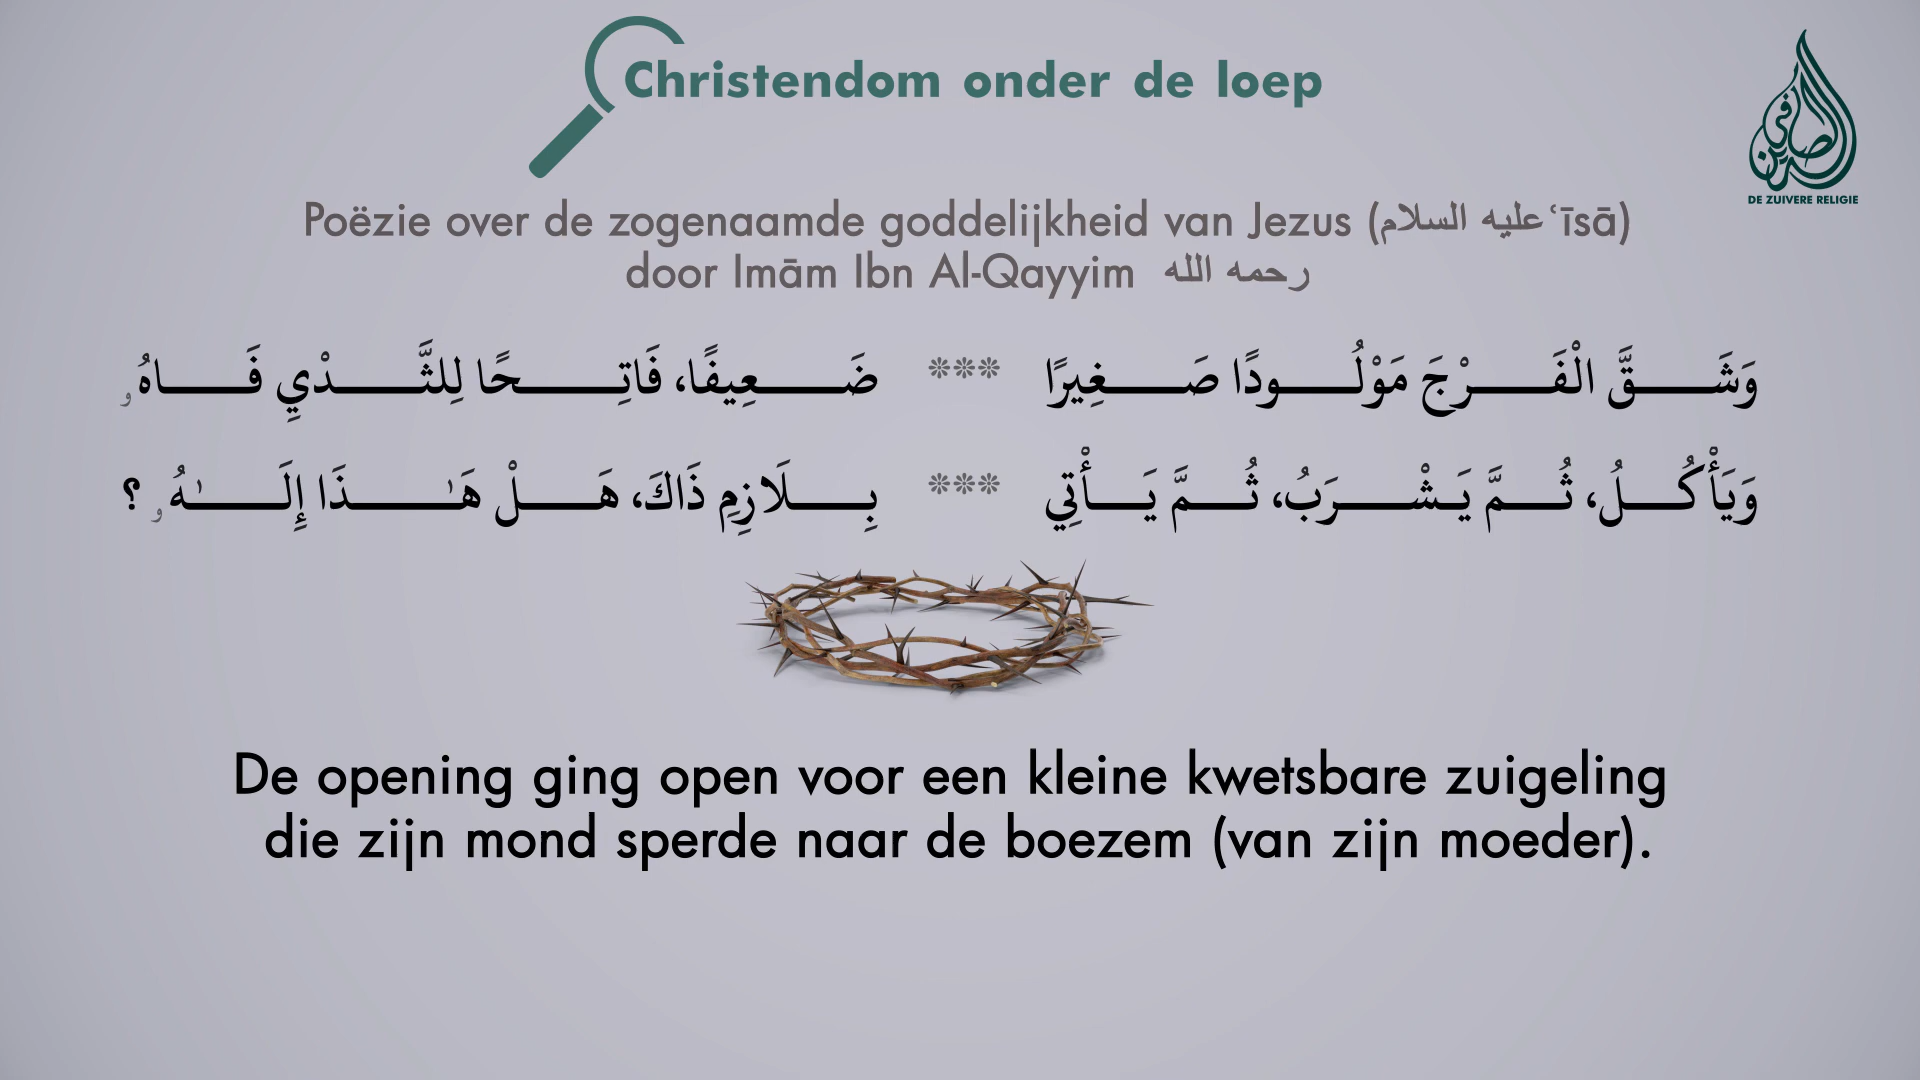 Christendom onder de loep
DE ZUIVERE RELIGIE
Poëzie over de zogenaamde goddelijkheid van Jezus (عليه السلام ʿīsā)
door Imām Ibn Al-Qayyim رحمه الله
وَشَقَّ الْفَرْجَ مَوْلُودًا صَغِيرًا *** ضَعِيفًا، فَاتِحًا لِلثَّدْيِ فَاهُ و
وَيَأْكُلُ، ثُمَّ يَشْرَبُ، ثُمَّ يَأْتِي *** بِلَازِمِ ذَاكَ، هَلْ هَٰذَا إِلَٰهُ و ؟
De opening ging open voor een kleine kwetsbare zuigeling
die zijn mond sperde naar de boezem (van zijn moeder).